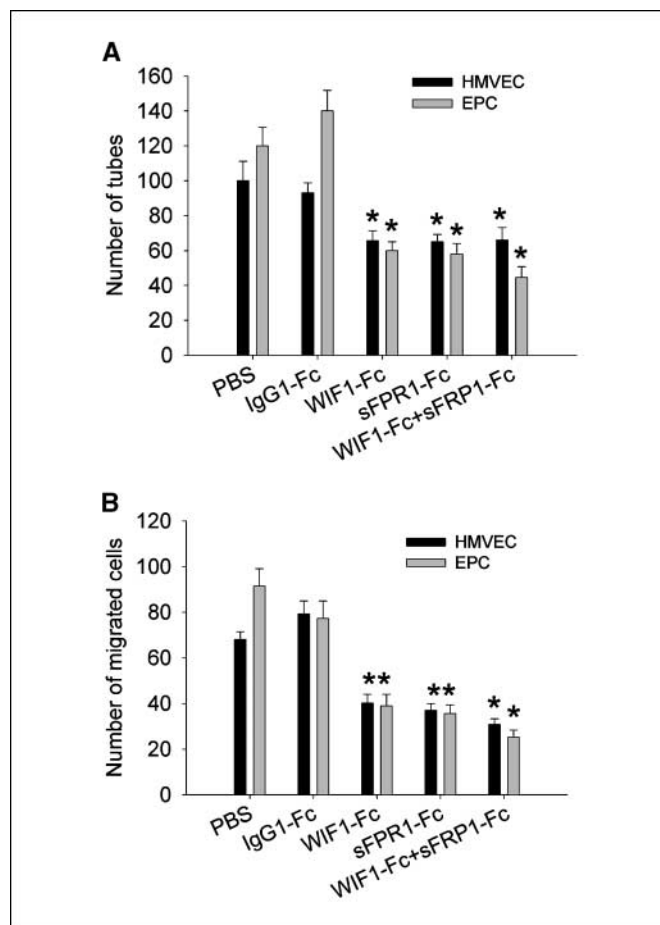 A
160
140
120
100
80
60
40
20
0
Number of tubes
HMVEC
EPC
* * * * * *
PBS
IgG1-Fc
WIF1-Fc
sFPR1-Fc
WIF1-Fc+sFRP1-Fc
B
120
100
80
60
40
20
0
Number of migrated cells
HMVEC
EPC
** ** * *
PBS
IgG1-Fc
WIF1-Fc
sFPR1-Fc
WIF1-Fc+sFRP1-Fc